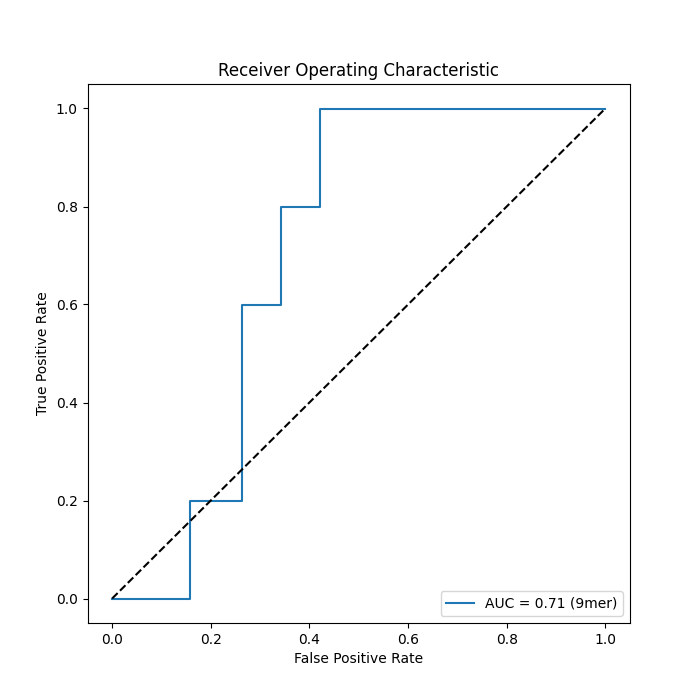 Receiver Operating Characteristic
True Positive Rate
1.0
0.8
0.6
0.4
0.2
0.0
AUC = 0.71 (9mer)
0.0 0.2 0.4 0.6 0.8 1.0
False Positive Rate